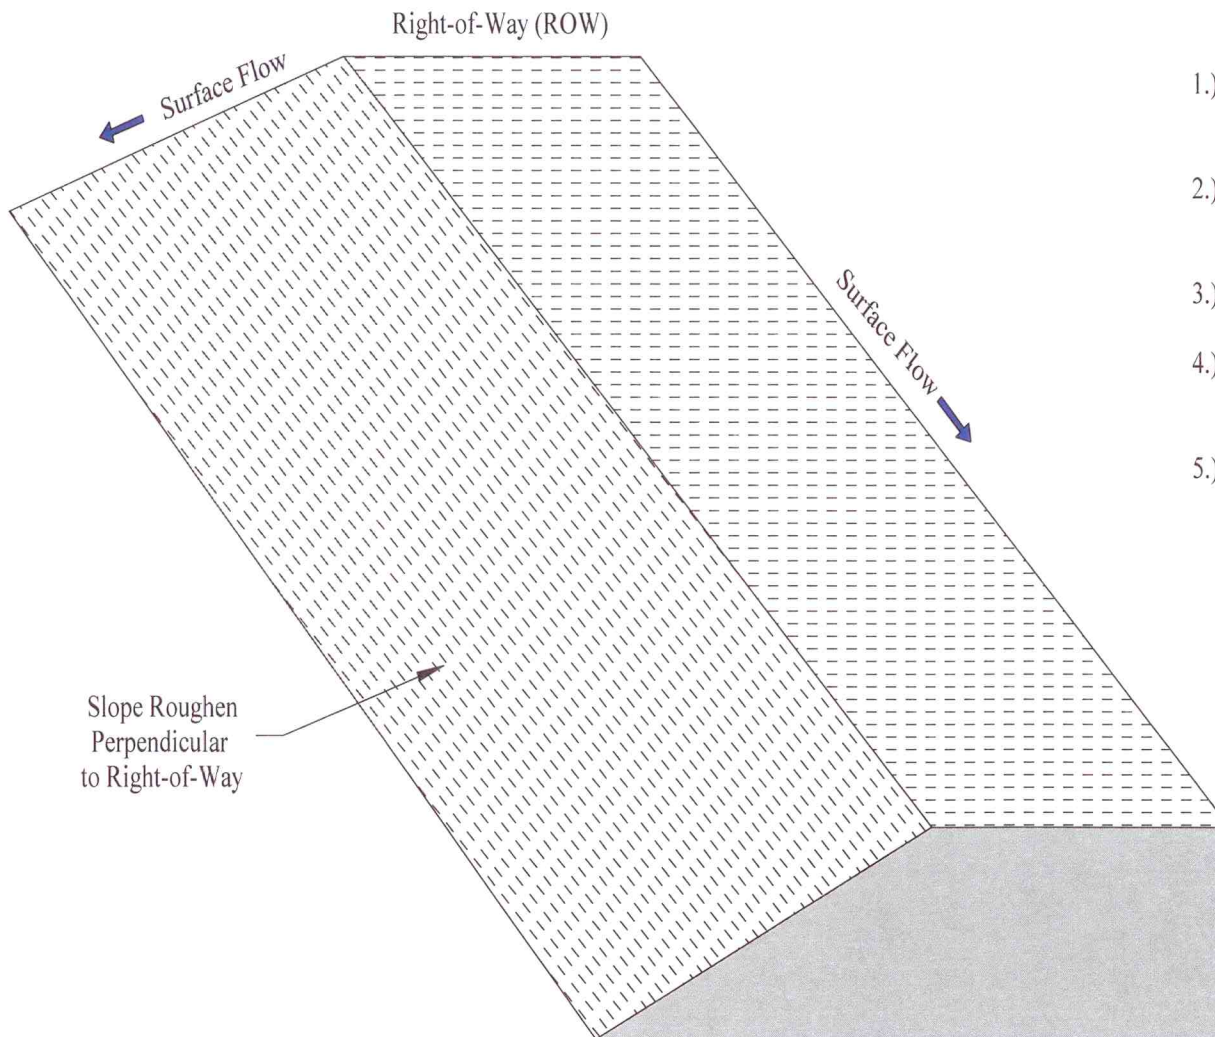 Right-of-Way (ROW)
Surface Flow
1.)
2.)
Surface Flow
3.)
4.)
5.)
Slope Roughen
Perpendicular
to Right-of-Way